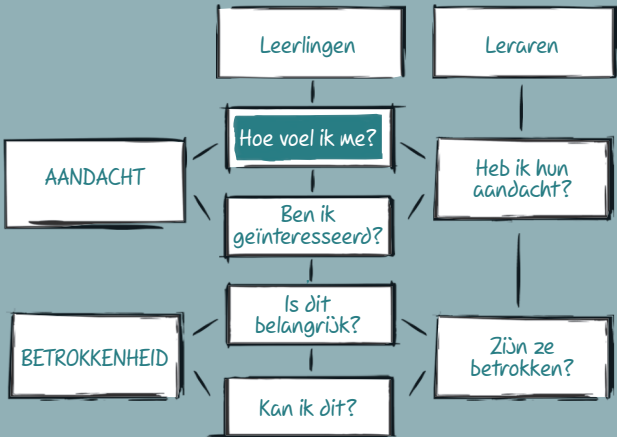 Leerlingen
Leraren
Hoe voel ik me?
AANDACHT
Heb ik hun
aandacht?
Ben ik
geïnteresseerd?
Is dit
belangrijk?
BETROKKENHEID
Zijn ze
betrokken?
Kan ik dit?